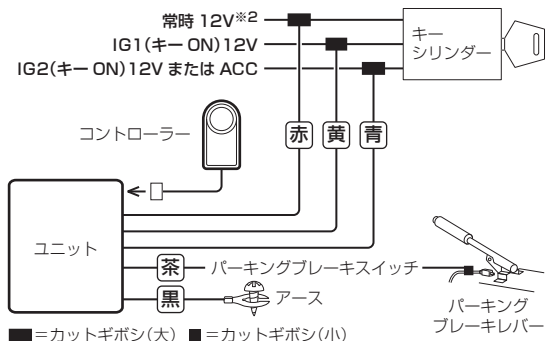 常時 12V※2
IG1(キー ON)12V
IG2(キー ON)12V または ACC
キー
シリンダー
コントローラー
赤
黄
青
ユニット
茶
パーキングブレーキスイッチ
黒
アース
パーキング
ブレーキレバー
■=カットギボシ(大) ■=カットギボシ(小)